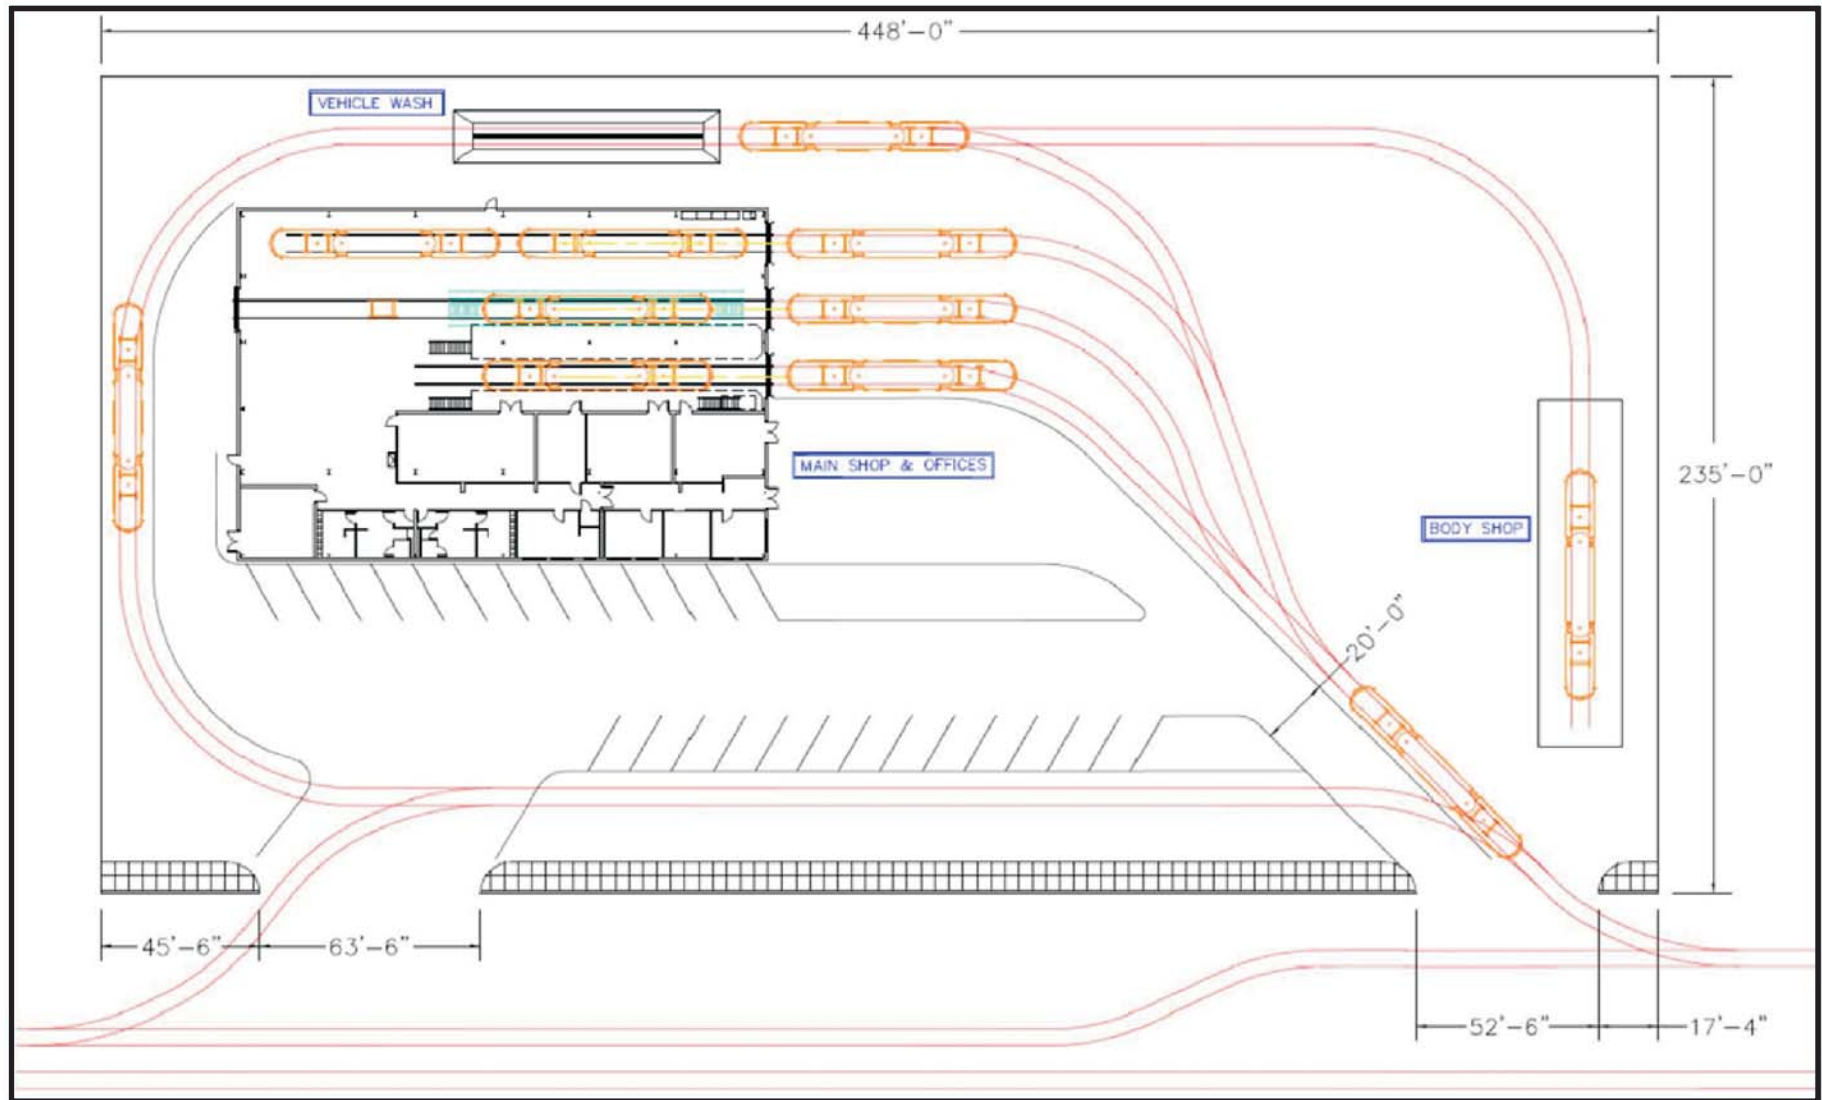 448'-0"
VEHICLE WASH
MAIN SHOP & OFFICES
235'-0"
BODY SHOP
20'-0"
45'-6"
63'-6"
52'-6"
17'-4"